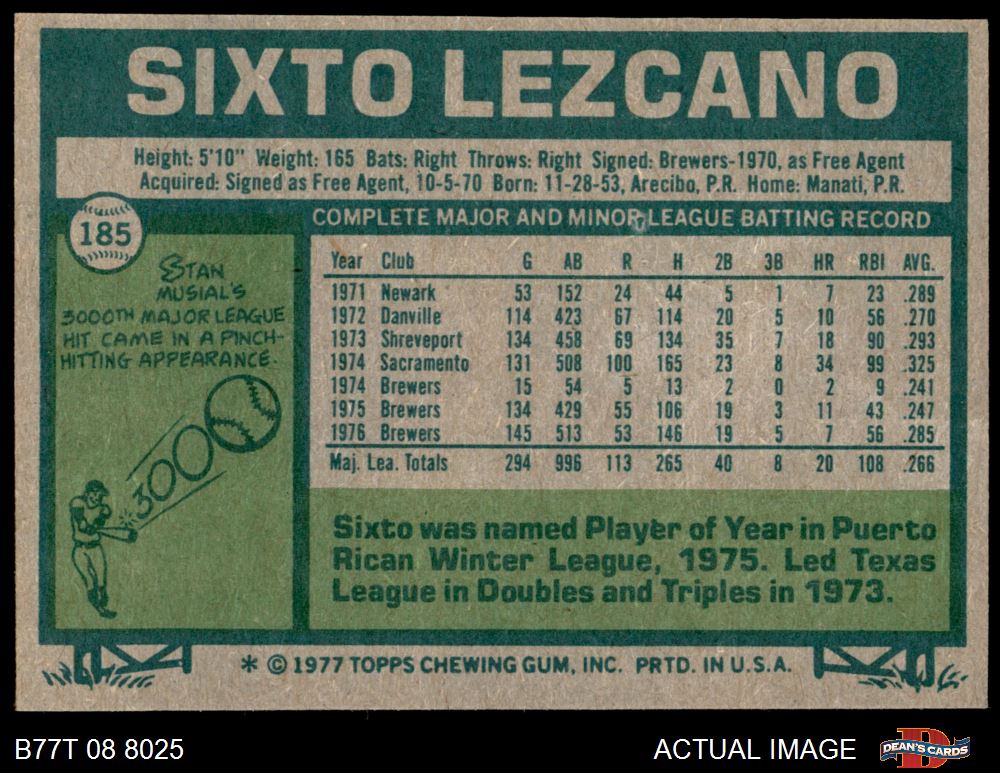 SIXTO LEZCANO
Height: 5'10" Weight: 165 Bats: Right Throws: Right Signed: Brewers-1970, as Free Agent
Acquired: Signed as Free Agent, 10-5-70 Born: 11-28-53, Arecibo, P.R. Home: Manati, P.R.
185
STAN
MUSIAL'S
3000TH MAJOR LEAGUE
HIT CAME IN A PINCH-
HITTING APPEARANCE.
3000
COMPLETE MAJOR AND MINOR LEAGUE BATTING RECORD
Year Club G AB R H 2B 3B HR RBI AVG.
1971 Newark 53 152 24 44 5 1 7 23 .289
1972 Danville 114 423 67 114 20 5 10 56 .270
1973 Shreveport 134 458 69 134 35 7 18 90 .293
1974 Sacramento 131 508 100 165 23 8 34 99 .325
1974 Brewers 15 54 5 13 2 0 2 9 .241
1975 Brewers 134 429 55 106 19 3 11 43 .247
1976 Brewers 145 513 53 146 19 5 7 56 .285
Maj. Lea. Totals 294 996 113 265 40 8 20 108 .266
Sixto was named Player of Year in Puerto
Rican Winter League, 1975. Led Texas
League in Doubles and Triples in 1973.
* © 1977 TOPPS CHEWING GUM, INC. PRTD. IN U.S.A.
B77T 08 8025
ACTUAL IMAGE
DEAN'S CARDS